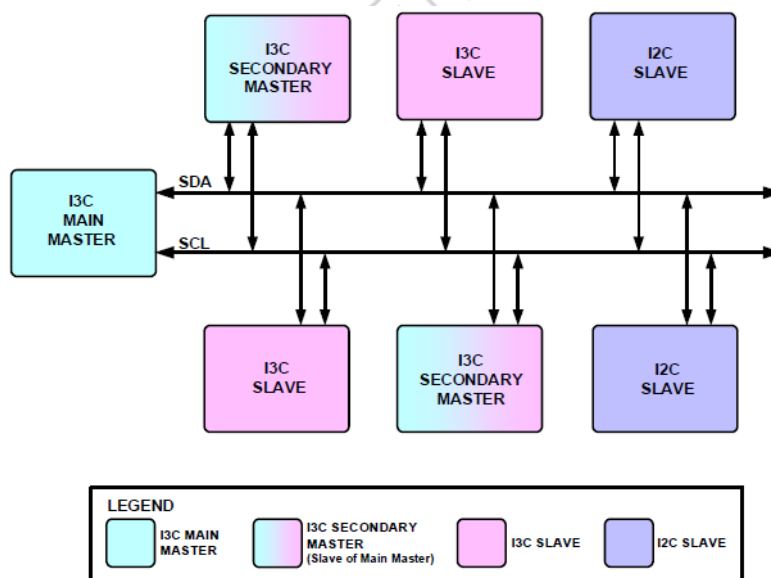 I3C
SECONDARY
MASTER
I3C
SLAVE
I2C
SLAVE
I3C
MAIN
MASTER
SDA
SCL
I3C
SLAVE
I3C
SECONDARY
MASTER
I2C
SLAVE
LEGEND
I3C MAIN
MASTER
I3C SECONDARY
MASTER
(Slave of Main Master)
I3C SLAVE
I2C SLAVE